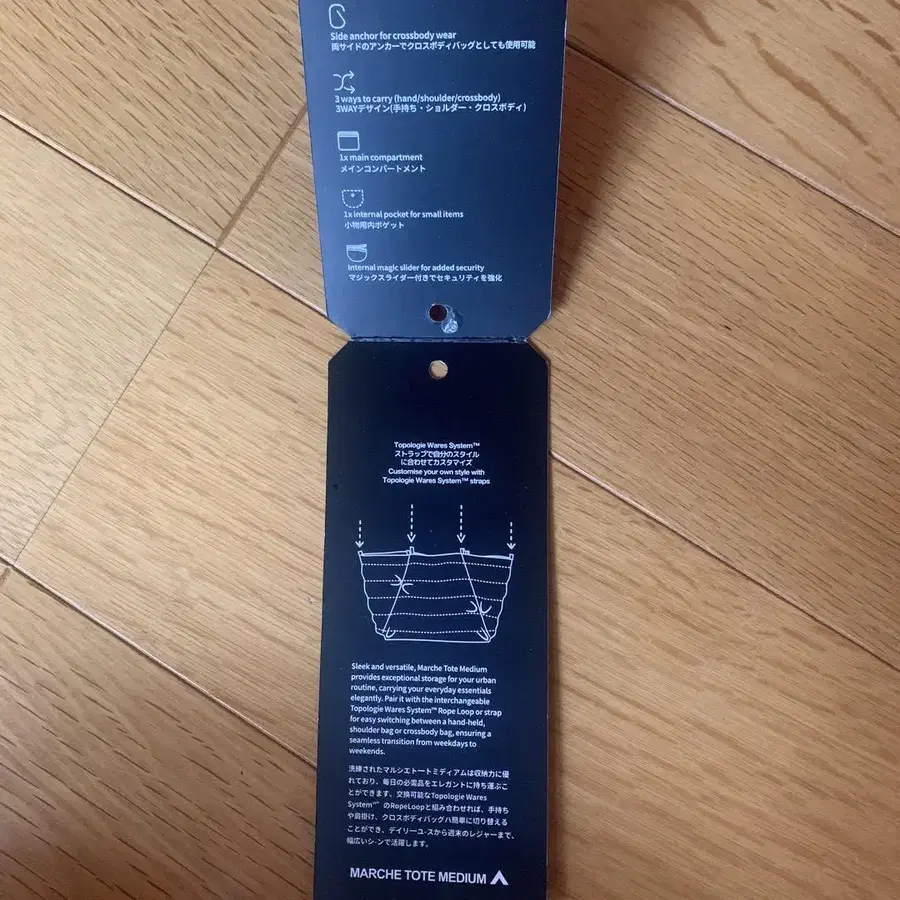 Side anchor for crossbody wear
両サイドのアンカーでクロスボディバッグとしても使用可能
3 ways to carry (hand/shoulder/crossbody)
3WAYデザイン(手持ち・ショルダー・クロスボディ)
1x main compartment
メインコンパートメント
1x internal pocket for small items
小物用内ポケット
Internal magic slider for added security
マジックスライダー付きでセキュリティを強化
Topologie Wares System™
ストラップで自分のスタイル
に合わせてカスタマイズ
Customise your own style with
Topologie Wares System™ straps
Sleek and versatile, Marche Tote Medium
provides exceptional storage for your urban
routine, carrying your everyday essentials
elegantly. Pair it with the interchangeable
Topologie Wares System™ Rope Loop or strap
for easy switching between a hand-held,
shoulder bag or crossbody bag, ensuring a
seamless transition from weekdays to
weekends.
洗練されたマルシェトートミディアムは収納力に優
れており、毎日の必需品をエレガントに持ち運ぶこ
とができます。交換可能なTopologie Wares
System™ のRopeLoopと組み合わせれば、手持ち
や肩掛け、クロスボディバッグへ簡単に切り替える
ことができ、デイリーユースから週末のレジャーまで、
幅広いシーンで活躍します。
MARCHE TOTE MEDIUM